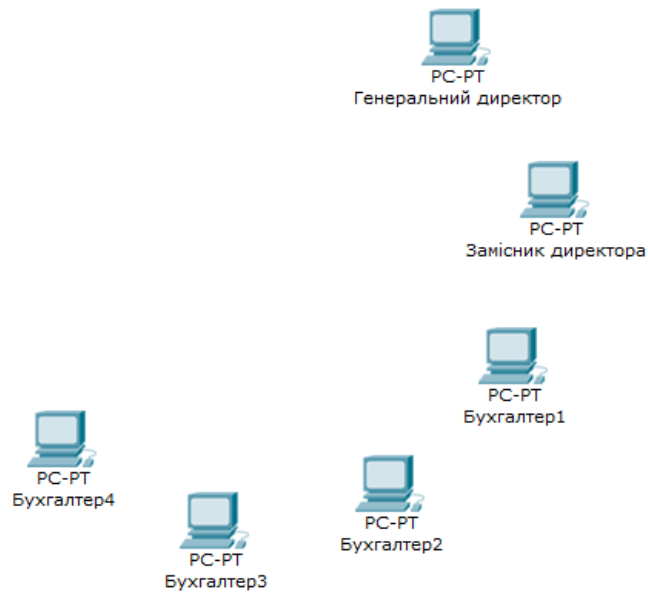 PC-PT
Генеральний директор
PC-PT
Замісник директора
PC-PT
Бухгалтер1
PC-PT
Бухгалтер4
PC-PT
Бухгалтер2
PC-PT
Бухгалтер3